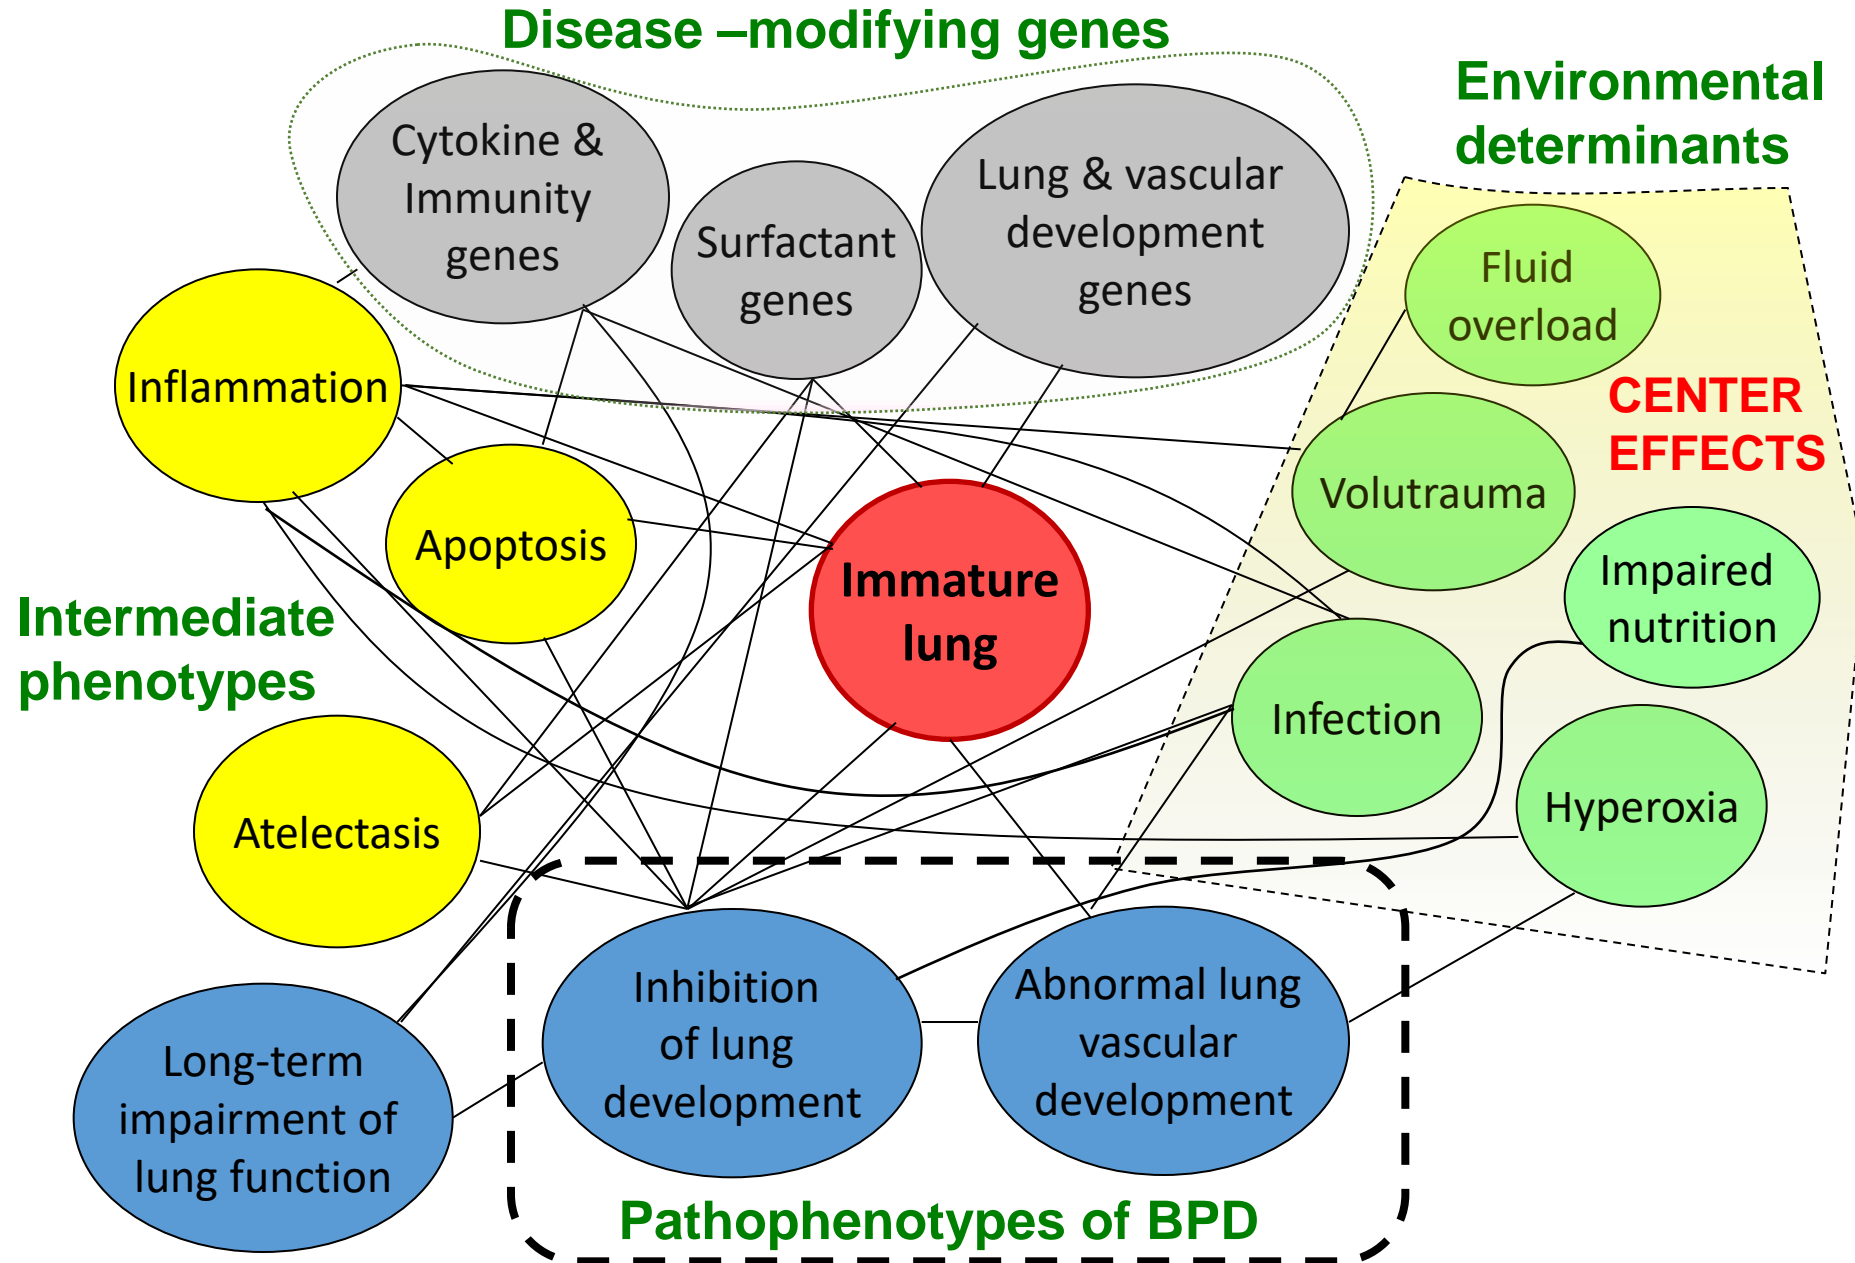 Disease –modifying genes
Environmental
determinants
Cytokine &
Immunity
genes
Surfactant
genes
Lung & vascular
development
genes
Fluid
overload
CENTER
EFFECTS
Inflammation
Volutrauma
Apoptosis
Immature
lung
Impaired
nutrition
Intermediate
phenotypes
Infection
Hyperoxia
Atelectasis
Inhibition
of lung
development
Abnormal lung
vascular
development
Long-term
impairment of
lung function
Pathophenotypes of BPD